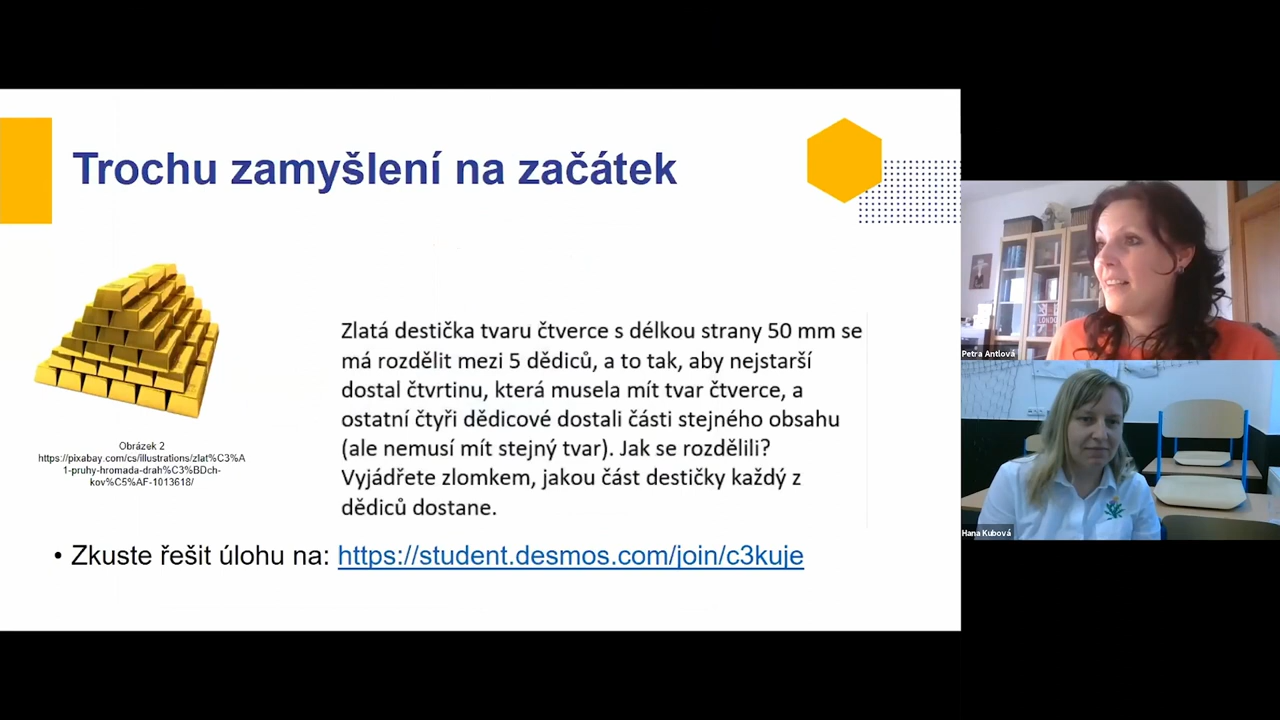 Trochu zamyšlení na začátek
Zlatá destička tvaru čtverce s délkou strany 50 mm se
má rozdělit mezi 5 dědiců, a to tak, aby nejstarší
dostal čtvrtinu, která musela mít tvar čtverce, a
ostatní čtyři dědicové dostali části stejného obsahu
(ale nemusí mít stejný tvar). Jak se rozdělili?
Vyjádřete zlomkem, jakou část destičky každý z
dědiců dostane.
Obrázek 2
https://pixabay.com/cs/illustrations/zlat%C3%A
1-pruhy-hromada-drah%C3%BDch-
kov%C5%AF-1013618/
• Zkuste řešit úlohu na: https://student.desmos.com/join/c3kuje
LONDO
Petra Antlová
Hana Kubová